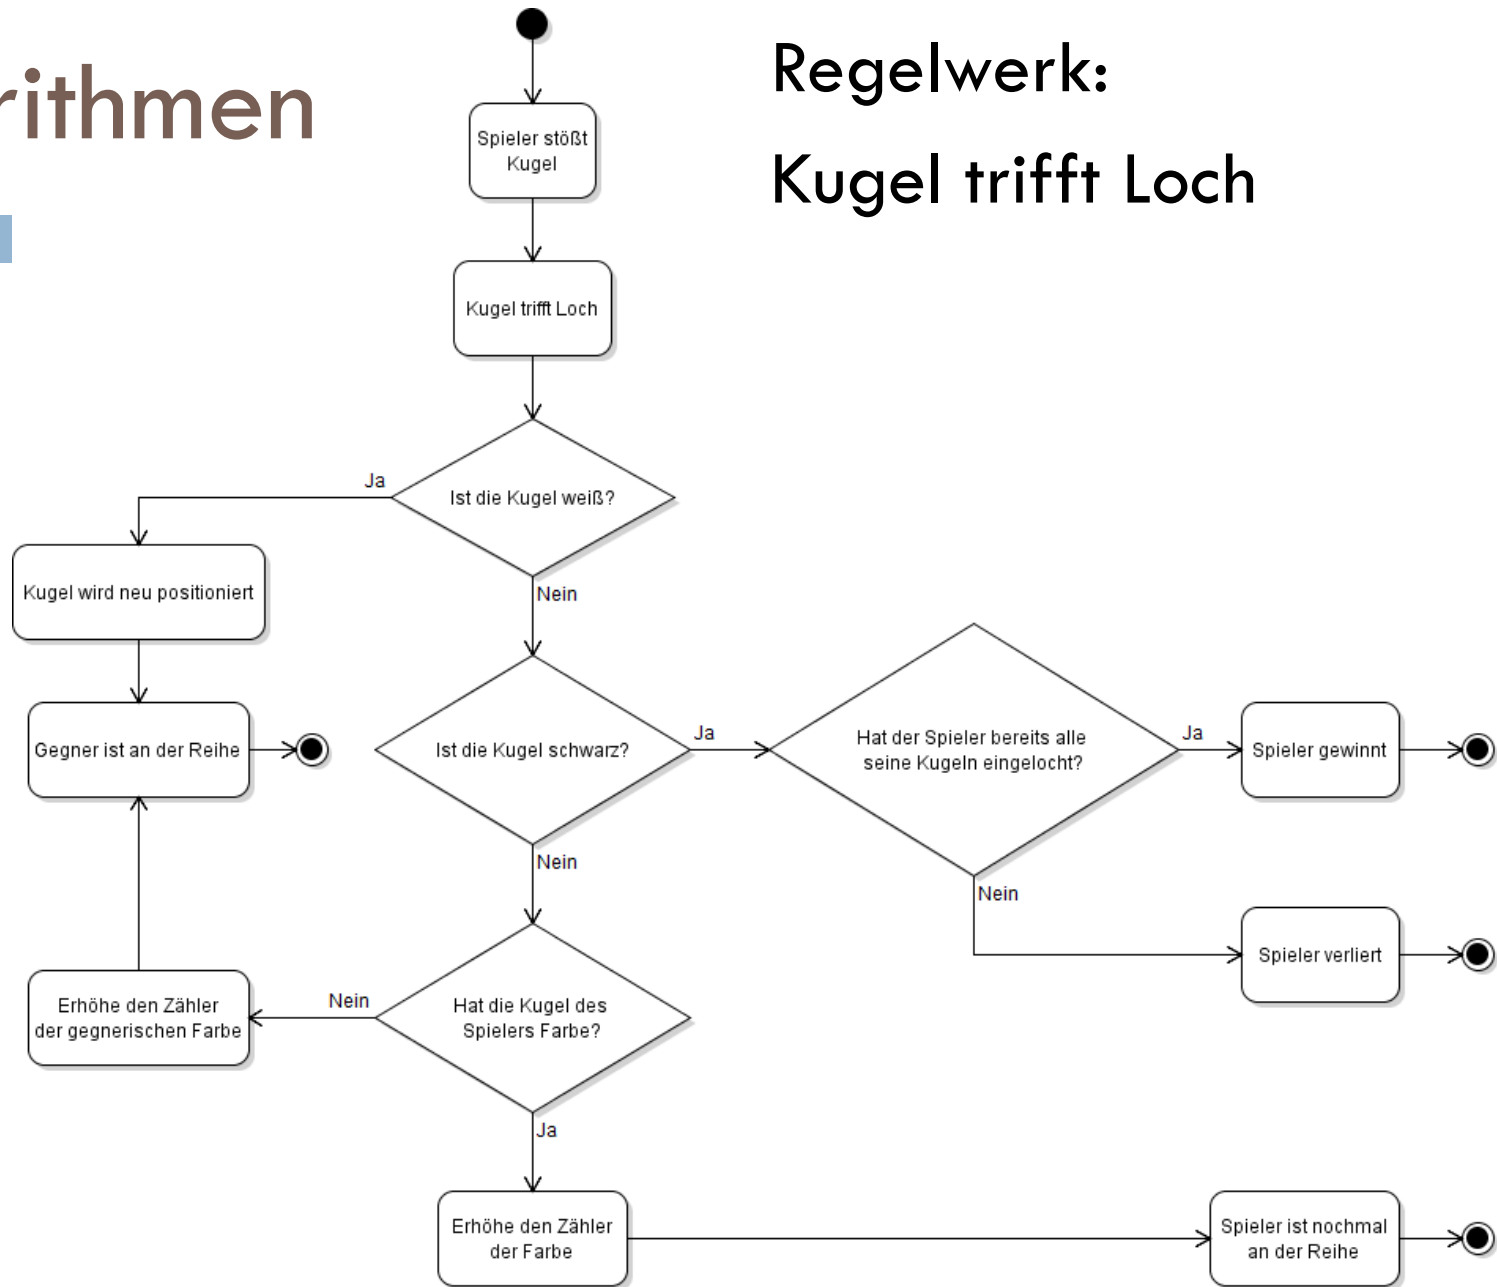 rithmen
Regelwerk:
Kugel trifft Loch
Spieler stößt
Kugel
Kugel trifft Loch
Ist die Kugel weiß?
Ja
Nein
Kugel wird neu positioniert
Gegner ist an der Reihe
Ist die Kugel schwarz?
Ja
Nein
Hat der Spieler bereits alle
seine Kugeln eingelocht?
Ja
Nein
Spieler gewinnt
Spieler verliert
Hat die Kugel des
Spielers Farbe?
Nein
Ja
Erhöhe den Zähler
der gegnerischen Farbe
Erhöhe den Zähler
der Farbe
Spieler ist nochmal
an der Reihe